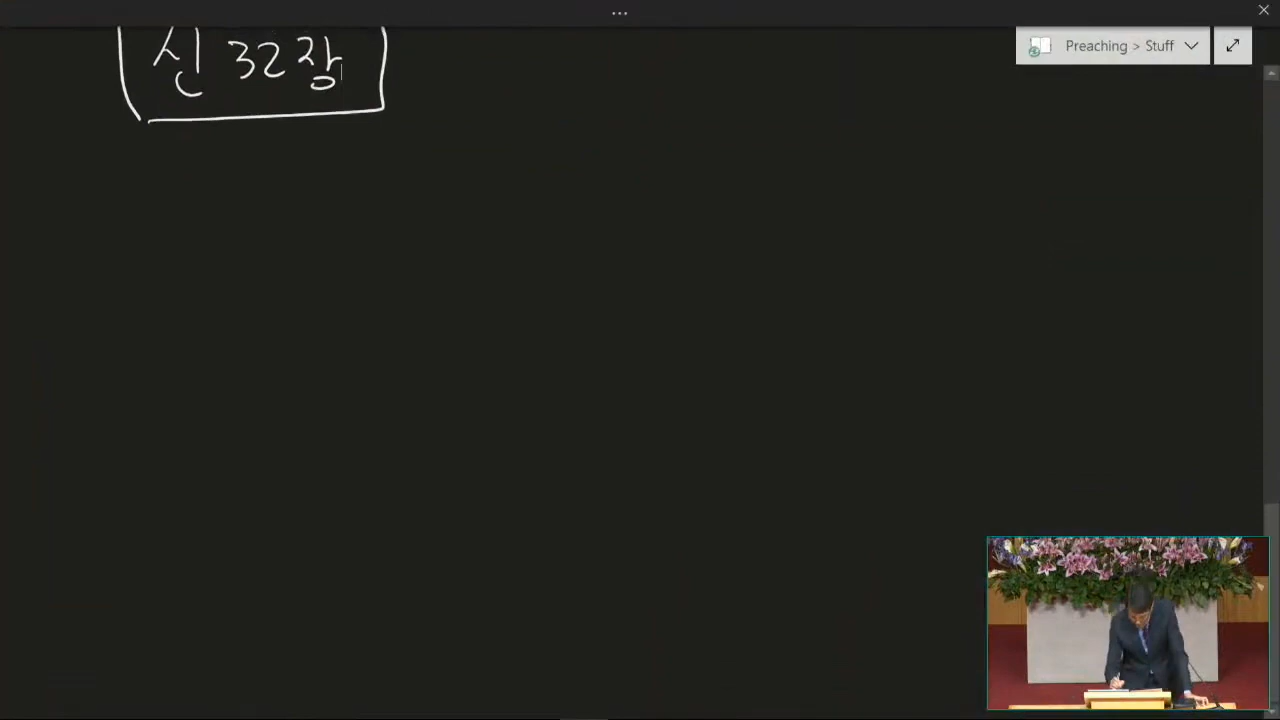 Preaching > Stuff
신 32장